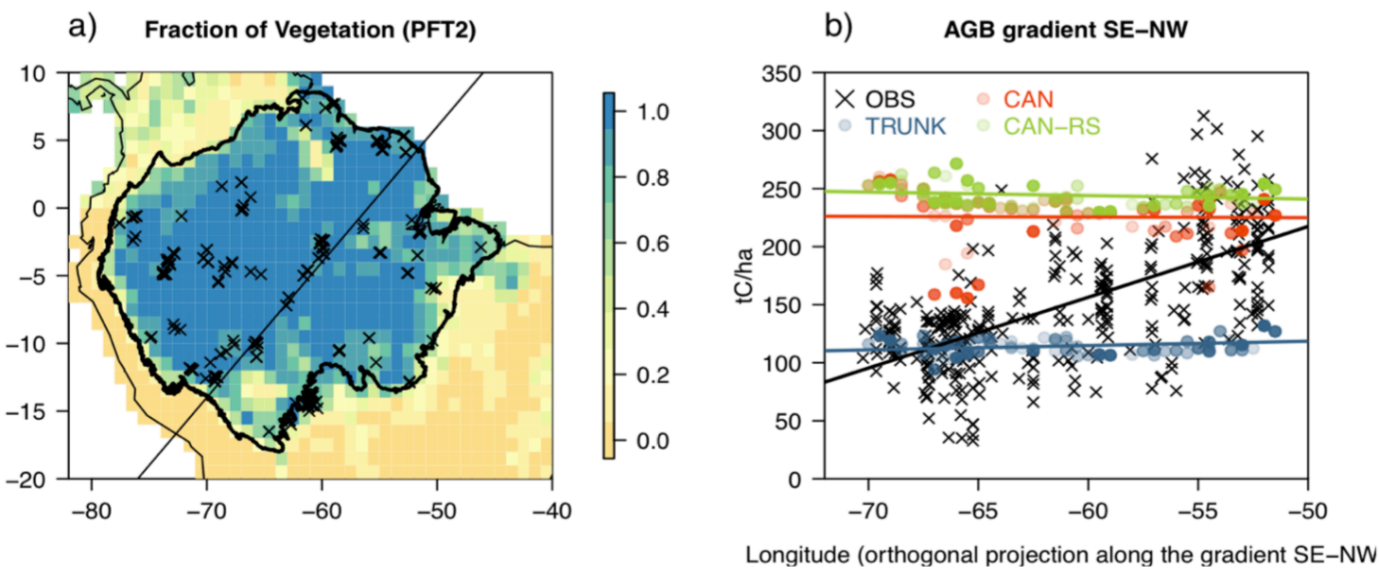 a) Fraction of Vegetation (PFT2)
10
5
0
−5
−10
−15
−20
−80 −70 −60 −50 −40
1.0
0.8
0.6
0.4
0.2
0.0
b) AGB gradient SE−NW
OBS CAN
TRUNK CAN−RS
tC/ha
350
300
250
200
150
100
50
0
−70 −65 −60 −55 −50
Longitude (orthogonal projection along the gradient SE−NW